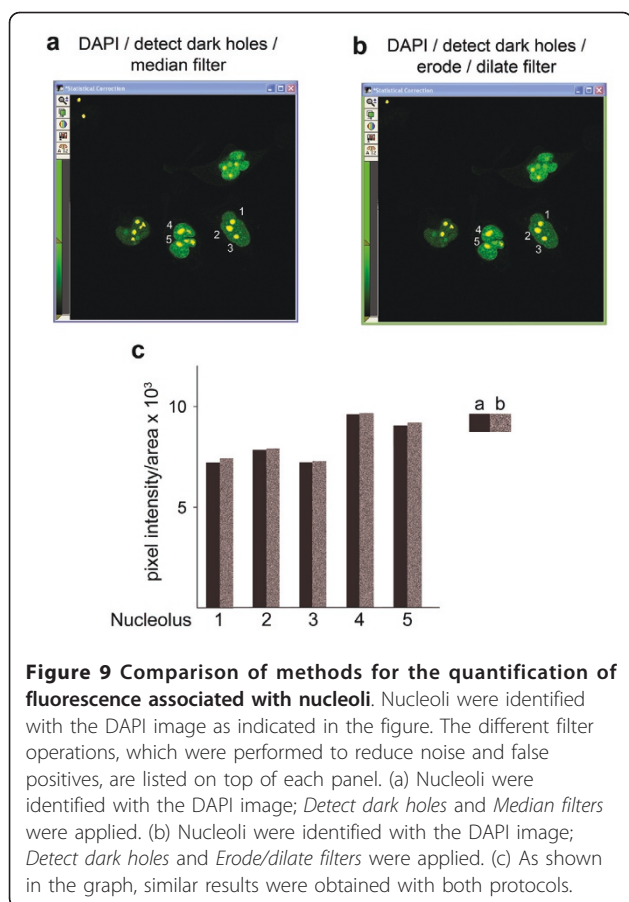 a DAPI / detect dark holes /
median filter
b DAPI / detect dark holes /
erode / dilate filter
*Statistical Correction
*Statistical Correction
1
2
3
4
5
1
2
3
4
5
c
pixel intensity/area x 10³
10
5
a b
Nucleolus 1 2 3 4 5
Figure 9 Comparison of methods for the quantification of
fluorescence associated with nucleoli. Nucleoli were identified
with the DAPI image as indicated in the figure. The different filter
operations, which were performed to reduce noise and false
positives, are listed on top of each panel. (a) Nucleoli were
identified with the DAPI image; Detect dark holes and Median filters
were applied. (b) Nucleoli were identified with the DAPI image;
Detect dark holes and Erode/dilate filters were applied. (c) As shown
in the graph, similar results were obtained with both protocols.